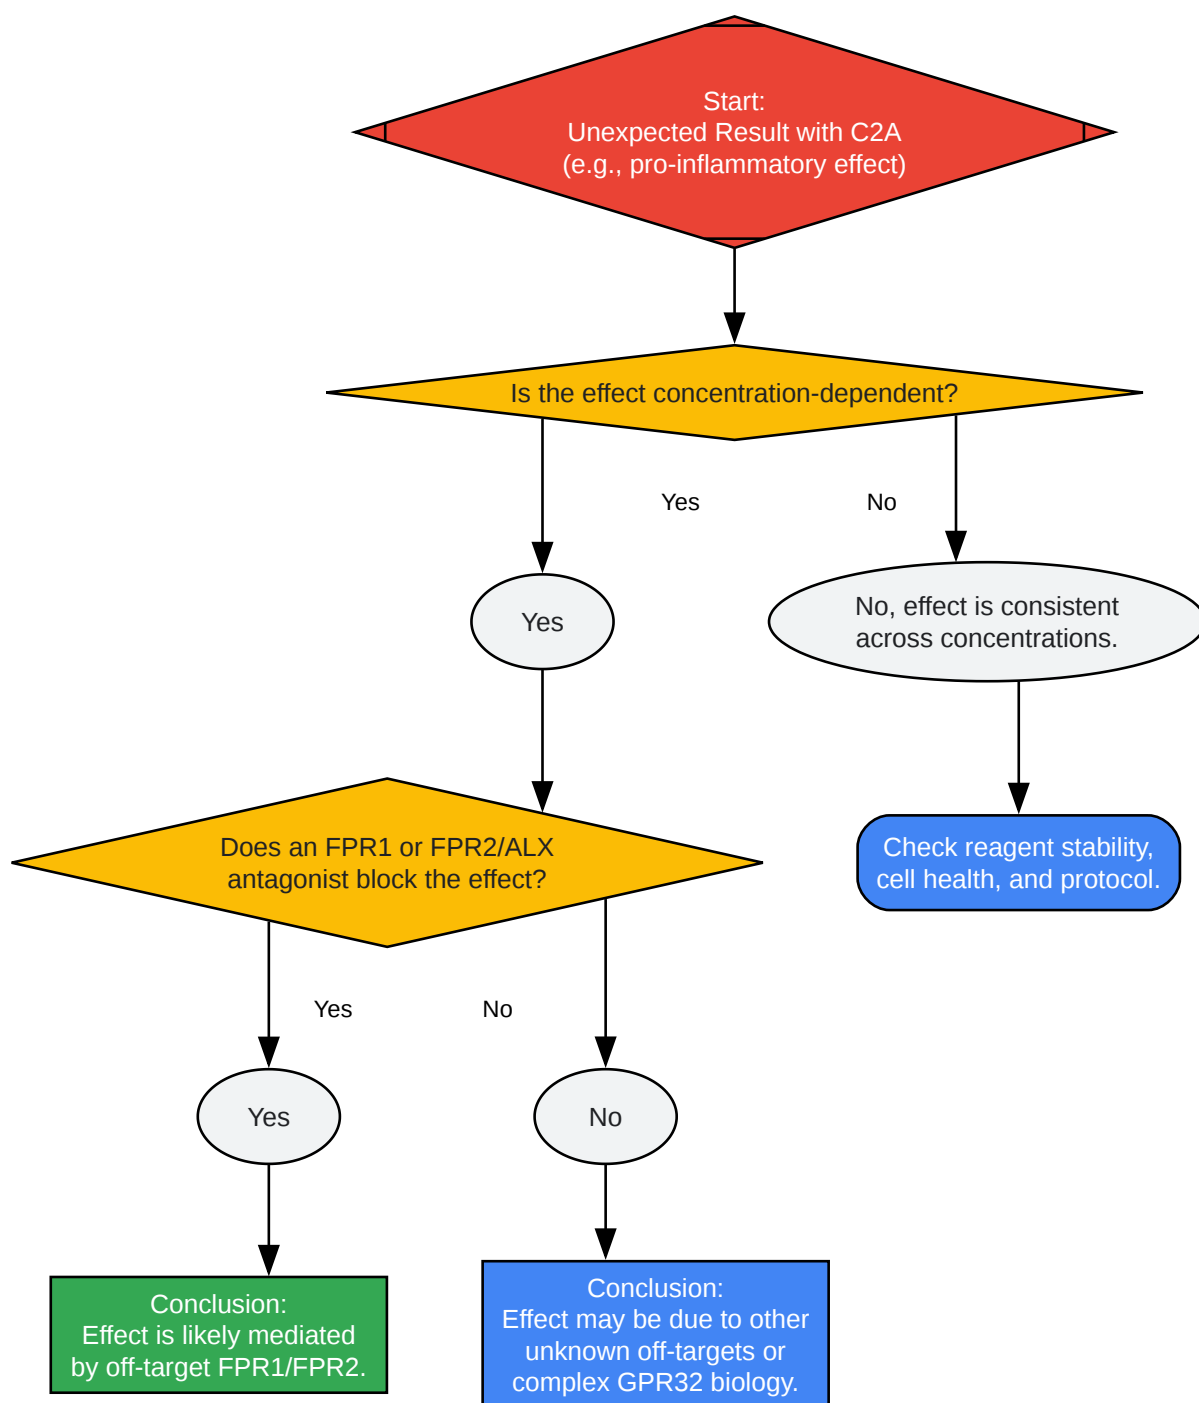 Start:
Unexpected Result with C2A
(e.g., pro-inflammatory effect)
Is the effect concentration-dependent?
Yes
No
Yes
No, effect is consistent
across concentrations.
Does an FPR1 or FPR2/ALX
antagonist block the effect?
Check reagent stability,
cell health, and protocol.
Yes
No
Yes
No
Conclusion:
Effect is likely mediated
by off-target FPR1/FPR2.
Conclusion:
Effect may be due to other
unknown off-targets or
complex GPR32 biology.